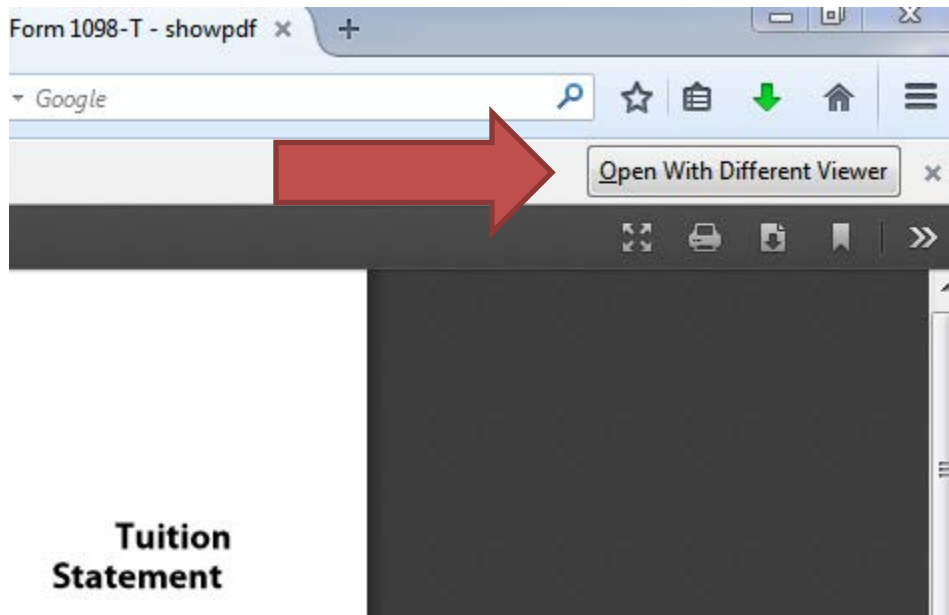 Form 1098-T - showpdf
Google
Open With Different Viewer
Tuition
Statement